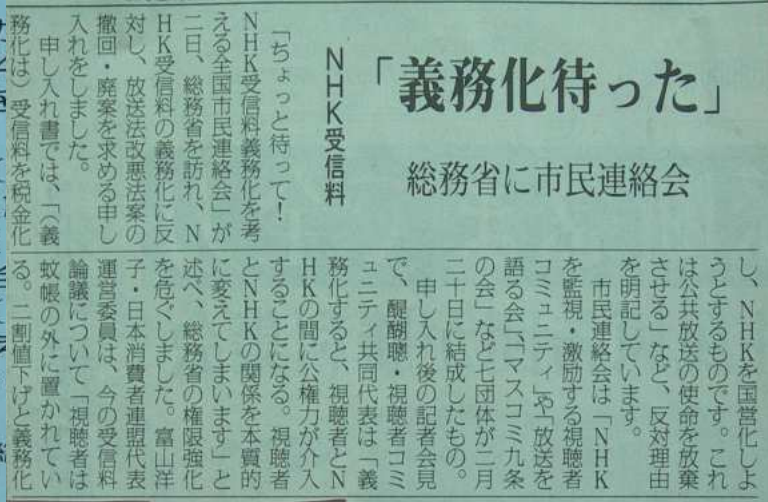 「義務化待った」
総務省に市民連絡会
NHK受信料
「ちょっと待って！
NHK受信料義務化を考
える全国市民連絡会」が
二日、総務省を訪れ、N
HK受信料の義務化に反
対し、放送法改悪法案の
撤回・廃案を求める申し
入れをしました。
申し入れ書では、「（義
務化は）受信料を税金化
し、NHKを国営化しよ
うとするものです。これ
は公共放送の使命を放棄
させる」など、反対理由
を明記しています。
市民連絡会は「NHK
を監視・激励する視聴者
コミュニティ」や「放送を
語る会」、「マスコミ九条
の会」など七団体が二月
二十日に結成したもの。
申し入れ後の記者会見
で、醍醐聰・視聴者コミ
ュニティ共同代表は「義
務化すると、視聴者とN
HKの間に公権力が介入
することになる。視聴者
とNHKの関係を本質的
に変えてしまいます」と
述べ、総務省の権限強化
を危ぐしました。富山洋
子・日本消費者連盟代表
運営委員は、今の受信料
論議について「視聴者は
蚊帳の外に置かれてい
る。二割値下げと義務化